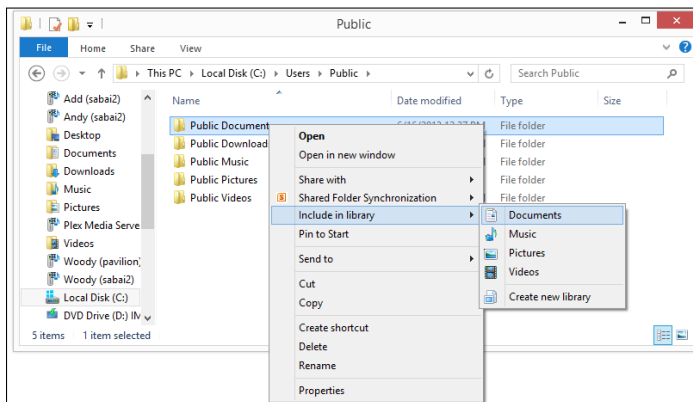 Public
File Home Share View
This PC Local Disk (C:) Users Public
Search Public
Name Date modified Type Size
Add (sabai2)
Andy (sabai2)
Desktop
Documents
Downloads
Music
Pictures
Plex Media Serve
Videos
Woody (pavilion)
Woody (sabai2)
Local Disk (C:)
DVD Drive (D:) IV
Public Document File folder
Public Download File folder
Public Music File folder
Public Pictures File folder
Public Videos File folder
Open
Open in new window
Share with
S Shared Folder Synchronization
Include in library
Pin to Start
Send to
Cut
Copy
Create shortcut
Delete
Rename
Properties
Documents
Music
Pictures
Videos
Create new library
5 items 1 item selected